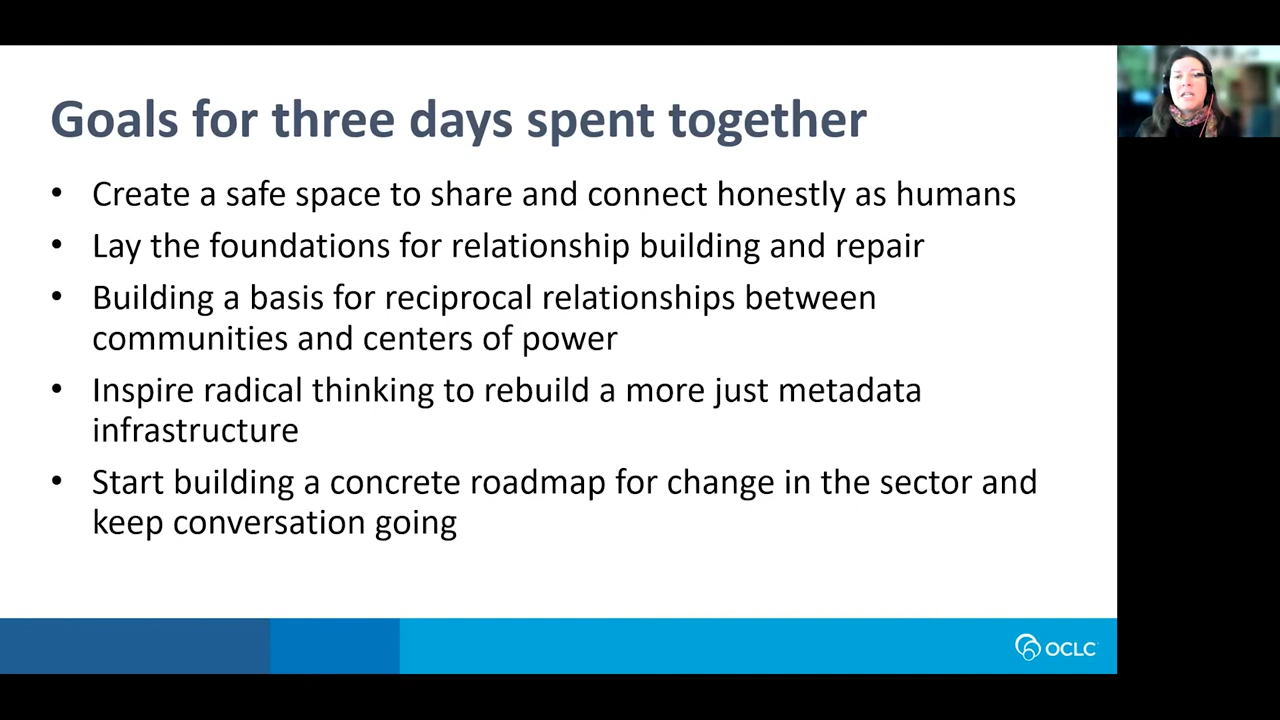 Goals for three days spent together
• Create a safe space to share and connect honestly as humans
• Lay the foundations for relationship building and repair
• Building a basis for reciprocal relationships between
communities and centers of power
• Inspire radical thinking to rebuild a more just metadata
infrastructure
• Start building a concrete roadmap for change in the sector and
keep conversation going
OCLC